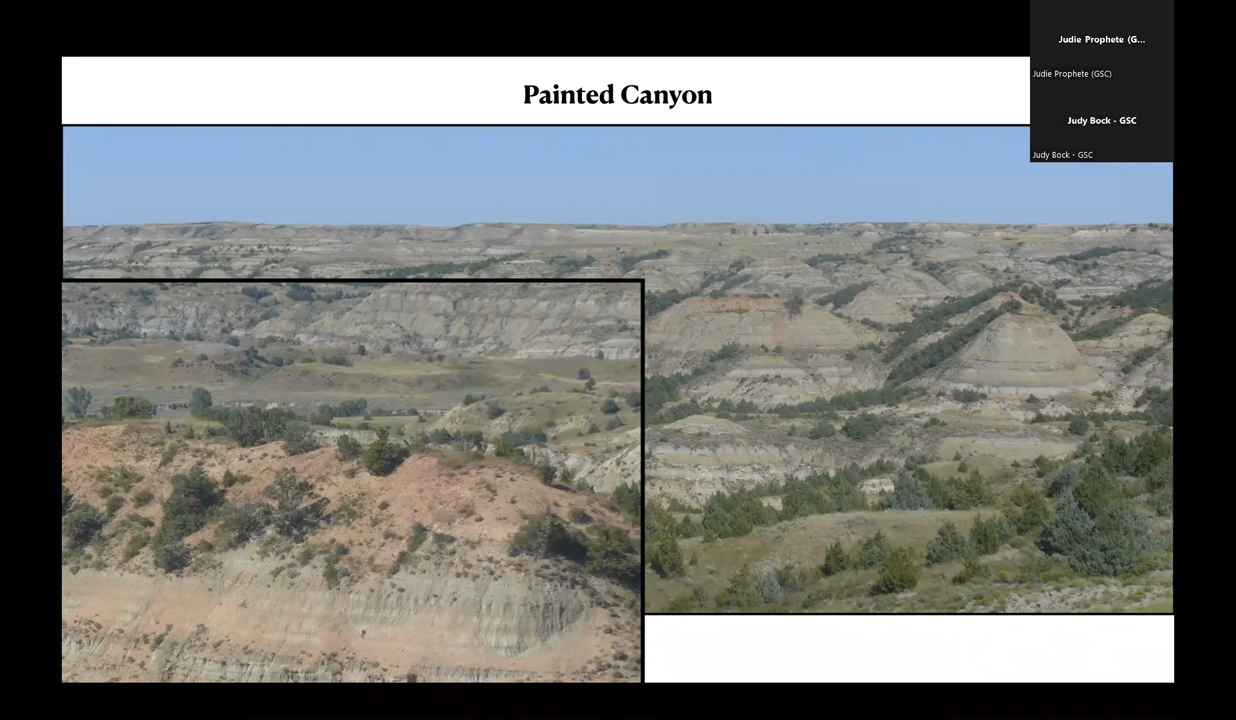 Painted Canyon
Judie Prophete (G...
Judie Prophete (GSC)
Judy Bock - GSC
Judy Bock - GSC